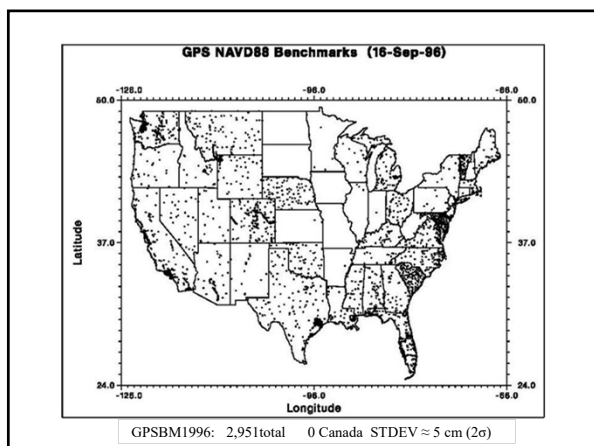 GPS NAVD88 Benchmarks (16-Sep-96)
-125.0 -96.0 -66.0
50.0 50.0
Latitude
37.0 37.0
24.0 24.0
-125.0 -96.0 -66.0
Longitude
GPSBM1996: 2,951total 0 Canada STDEV ≈ 5 cm (2σ)